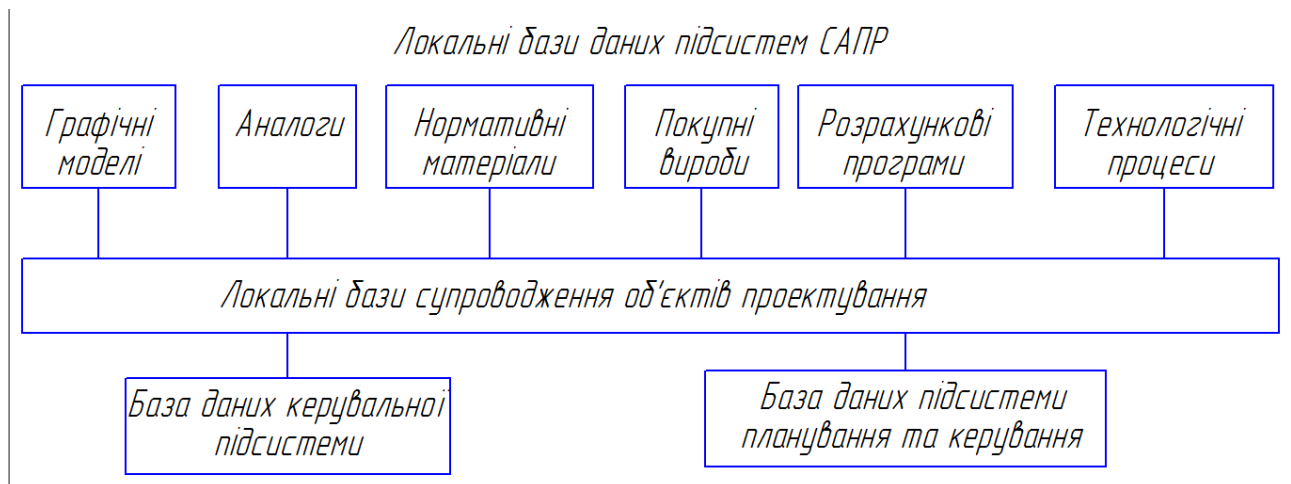 Локальні бази даних підсистем САПР
Графічні
моделі
Аналоги
Нормативні
матеріали
Покупні
вироби
Розрахункові
програми
Технологічні
процеси
Локальні бази супроводження об'єктів проектування
База даних керувальної
підсистеми
База даних підсистеми
планування та керування